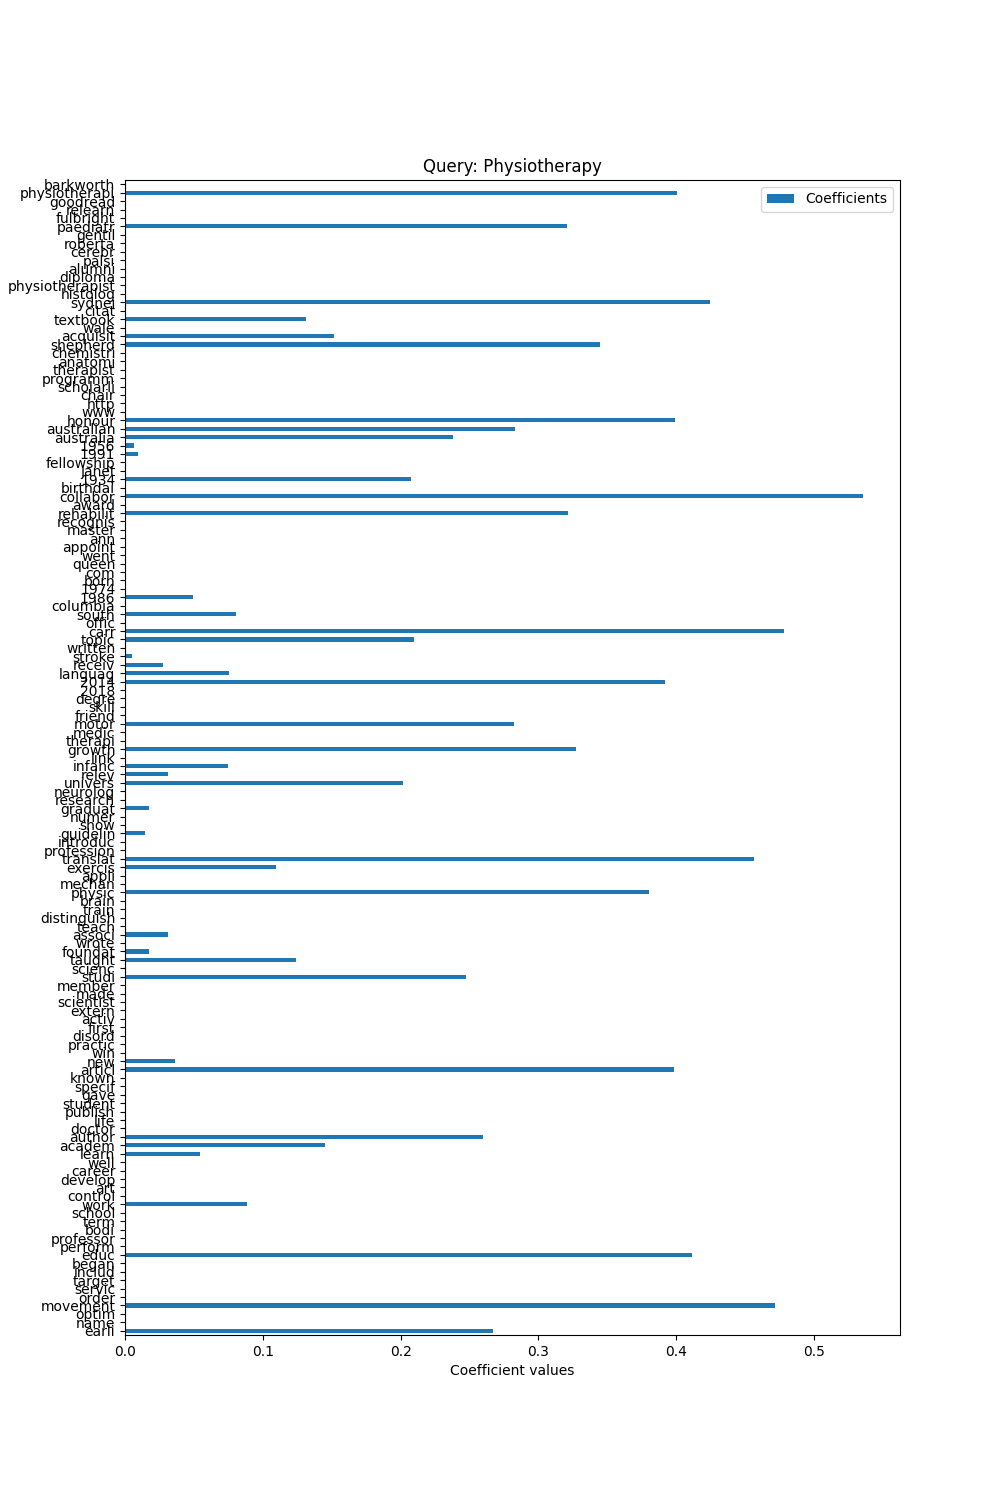 Query: Physiotherapy
Coefficients
barkworth
physiotherapi
goodread
relearn
fulbright
paediatr
gentil
roberta
cerebr
palsi
alumni
diploma
physiotherapist
histolog
sydnei
citat
textbook
wale
acquisit
shepherd
chemistri
anatomi
therapist
programm
scholarli
chair
http
www
honour
australian
australia
1956
1991
fellowship
janet
1934
birthdai
collabor
award
rehabilit
recognis
master
ann
appoint
went
queen
com
born
1974
1986
columbia
south
offic
carr
topic
written
stroke
receiv
languag
2014
2018
degre
skill
friend
motor
medic
therapi
growth
link
infanc
relev
univers
neurolog
research
graduat
numer
show
guidelin
introduc
profession
translat
exercis
appli
mechan
physic
brain
train
distinguish
teach
associ
wrote
foundat
taught
scienc
studi
member
made
scientist
extern
activ
first
disord
practic
win
new
articl
known
specif
gave
student
publish
life
doctor
author
academ
learn
well
career
develop
art
control
work
school
term
bodi
professor
perform
educ
began
includ
target
servic
order
movement
optim
name
earli
0.0 0.1 0.2 0.3 0.4 0.5
Coefficient values